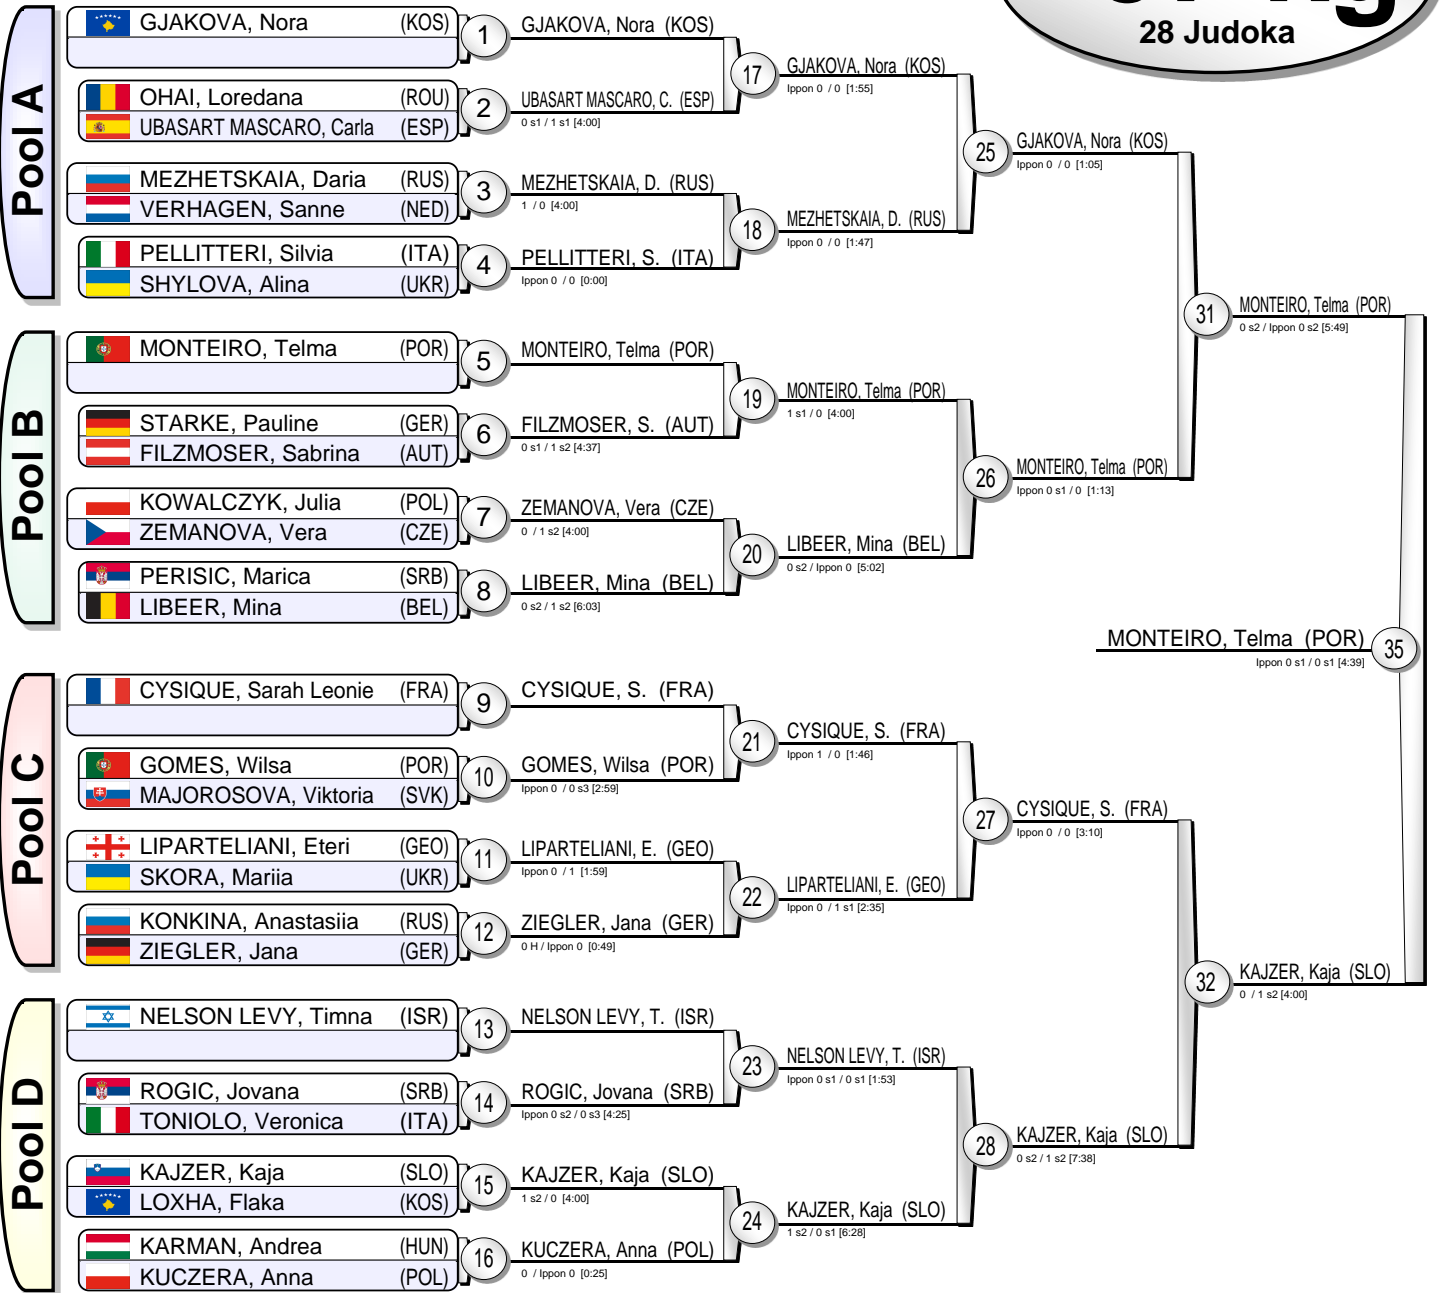 28 Judoka
Pool A
GJAKOVA, Nora (KOS)
1
OHAI, Loredana (ROU)
UBASART MASCARO, Carla (ESP)
2
MEZHETSKAIA, Daria (RUS)
VERHAGEN, Sanne (NED)
3
PELLITTERI, Silvia (ITA)
SHYLOVA, Alina (UKR)
4
Pool B
MONTEIRO, Telma (POR)
5
STARKE, Pauline (GER)
FILZMOSER, Sabrina (AUT)
6
KOWALCZYK, Julia (POL)
ZEMANOVA, Vera (CZE)
7
PERISIC, Marica (SRB)
LIBEER, Mina (BEL)
8
Pool C
CYSIQUE, Sarah Leonie (FRA)
9
GOMES, Wilsa (POR)
MAJOROSOVA, Viktoria (SVK)
10
LIPARTELIANI, Eteri (GEO)
SKORA, Mariia (UKR)
11
KONKINA, Anastasiia (RUS)
ZIEGLER, Jana (GER)
12
Pool D
NELSON LEVY, Timna (ISR)
13
ROGIC, Jovana (SRB)
TONIOLO, Veronica (ITA)
14
KAJZER, Kaja (SLO)
LOXHA, Flaka (KOS)
15
KARMAN, Andrea (HUN)
KUCZERA, Anna (POL)
16
GJAKOVA, Nora (KOS)
UBASART MASCARO, C. (ESP)
0 s1 / 1 s1 [4:00]
17
MEZHETSKAIA, D. (RUS)
1 / 0 [4:00]
PELLITTERI, S. (ITA)
Ippon 0 / 0 [0:00]
18
MONTEIRO, Telma (POR)
FILZMOSER, S. (AUT)
0 s1 / 1 s2 [4:37]
19
ZEMANOVA, Vera (CZE)
0 / 1 s2 [4:00]
LIBEER, Mina (BEL)
0 s2 / 1 s2 [6:03]
20
CYSIQUE, S. (FRA)
GOMES, Wilsa (POR)
Ippon 0 / 0 s3 [2:59]
21
LIPARTELIANI, E. (GEO)
Ippon 0 / 1 [1:59]
ZIEGLER, Jana (GER)
0 H / Ippon 0 [0:49]
22
NELSON LEVY, T. (ISR)
ROGIC, Jovana (SRB)
Ippon 0 s2 / 0 s3 [4:25]
23
KAJZER, Kaja (SLO)
1 s2 / 0 [4:00]
KUCZERA, Anna (POL)
0 / Ippon 0 [0:25]
24
GJAKOVA, Nora (KOS)
Ippon 0 / 0 [1:55]
MEZHETSKAIA, D. (RUS)
Ippon 0 / 0 [1:47]
25
MONTEIRO, Telma (POR)
1 s1 / 0 [4:00]
LIBEER, Mina (BEL)
0 s2 / Ippon 0 [5:02]
26
CYSIQUE, S. (FRA)
Ippon 1 / 0 [1:46]
LIPARTELIANI, E. (GEO)
Ippon 0 / 1 s1 [2:35]
27
NELSON LEVY, T. (ISR)
Ippon 0 s1 / 0 s1 [1:53]
KAJZER, Kaja (SLO)
1 s2 / 0 s1 [6:28]
28
GJAKOVA, Nora (KOS)
Ippon 0 / 0 [1:05]
MONTEIRO, Telma (POR)
Ippon 0 s1 / 0 [1:13]
31
CYSIQUE, S. (FRA)
Ippon 0 / 0 [3:10]
KAJZER, Kaja (SLO)
0 s2 / 1 s2 [7:38]
32
MONTEIRO, Telma (POR)
0 s2 / Ippon 0 s2 [5:49]
KAJZER, Kaja (SLO)
0 / 1 s2 [4:00]
MONTEIRO, Telma (POR)
Ippon 0 s1 / 0 s1 [4:39]
35